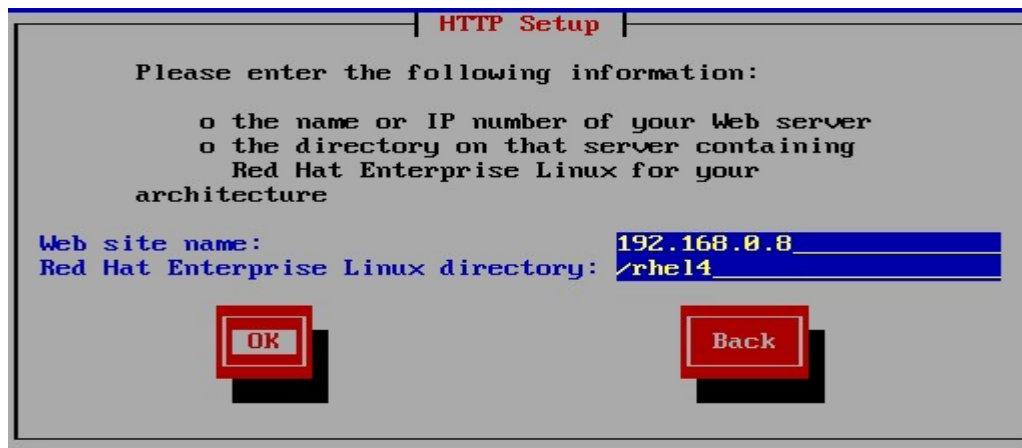 HTTP Setup
Please enter the following information:
o the name or IP number of your Web server
o the directory on that server containing
Red Hat Enterprise Linux for your
architecture
Web site name: 192.168.0.8
Red Hat Enterprise Linux directory: /rhel4
OK Back